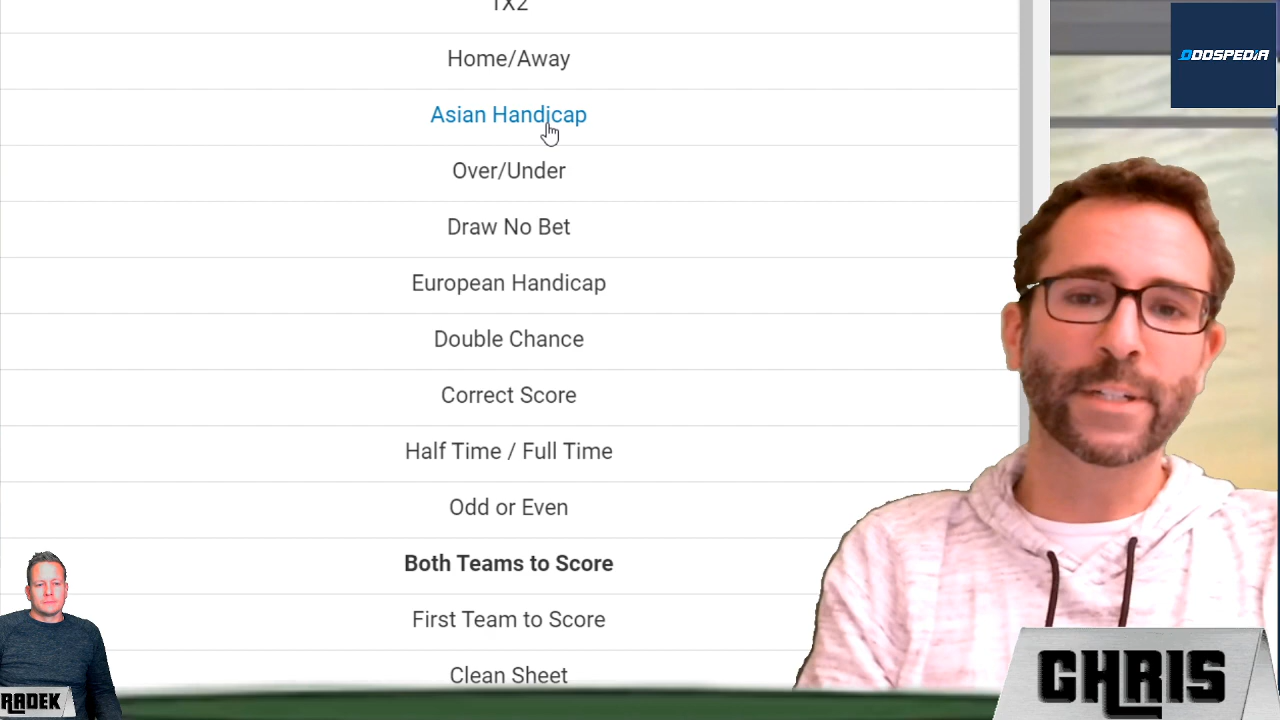 1X2
Home/Away
Asian Handicap
Over/Under
Draw No Bet
European Handicap
Double Chance
Correct Score
Half Time / Full Time
Odd or Even
Both Teams to Score
First Team to Score
Clean Sheet
ODDSPEDIA
RADEK
CHRIS